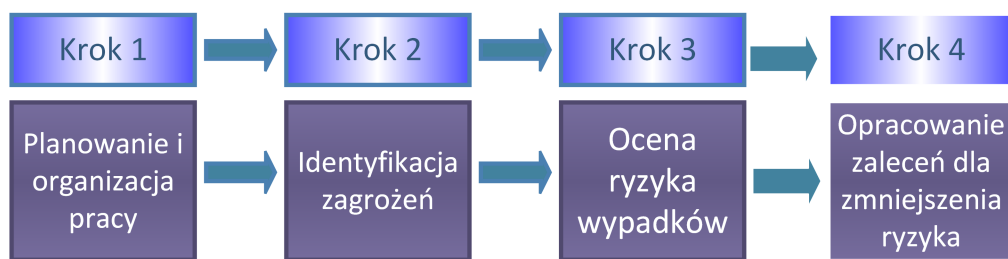 Krok 1
Krok 2
Krok 3
Krok 4
Planowanie i
organizacja
pracy
Identyfikacja
zagrożeń
Ocena
ryzyka
wypadków
Opracowanie
zaleceń dla
zmniejszenia
ryzyka